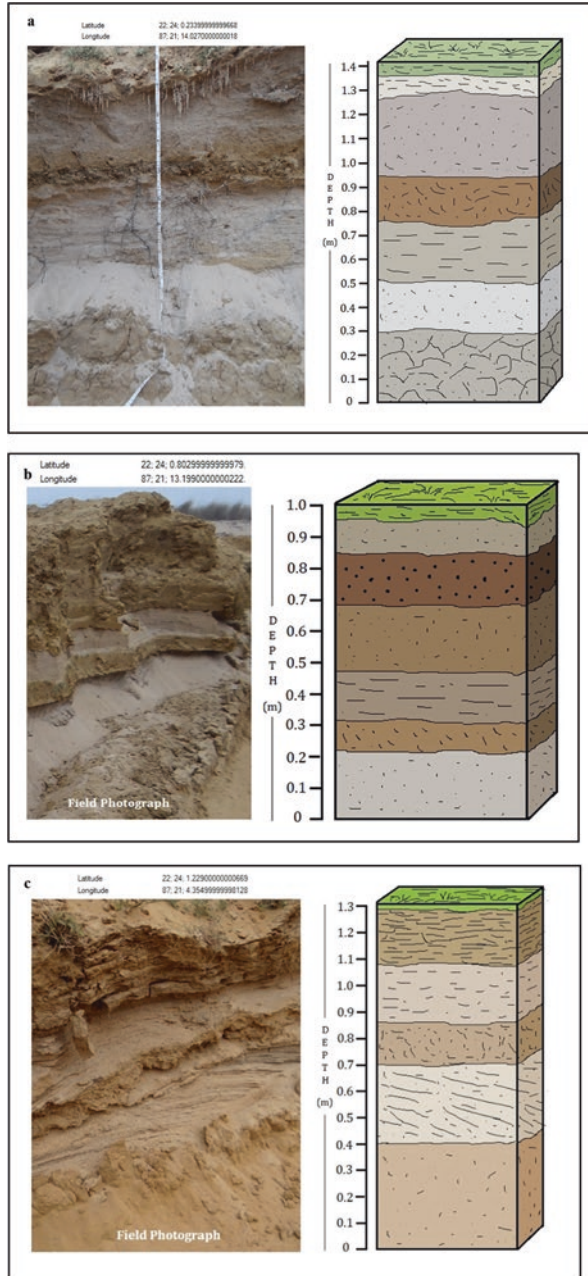 a
Latitude 22; 24; 0.23399999999668
Longitude 87; 21; 14.0270000000018
1.4
1.3
1.2
1.1
1.0
0.9
0.8
0.7
0.6
0.5
0.4
0.3
0.2
0.1
0
DEPTH
(m)
b
Latitude 22; 24; 0.80299999999979.
Longitude 87; 21; 13.1990000000222.
1.0
0.9
0.8
0.7
0.6
0.5
0.4
0.3
0.2
0.1
0
DEPTH
(m)
Field Photograph
c
Latitude 22; 24; 1.22900000000669
Longitude 87; 21; 4.35499999998128
1.3
1.2
1.1
1.0
0.9
0.8
0.7
0.6
0.5
0.4
0.3
0.2
0.1
0
DEPTH
(m)
Field Photograph